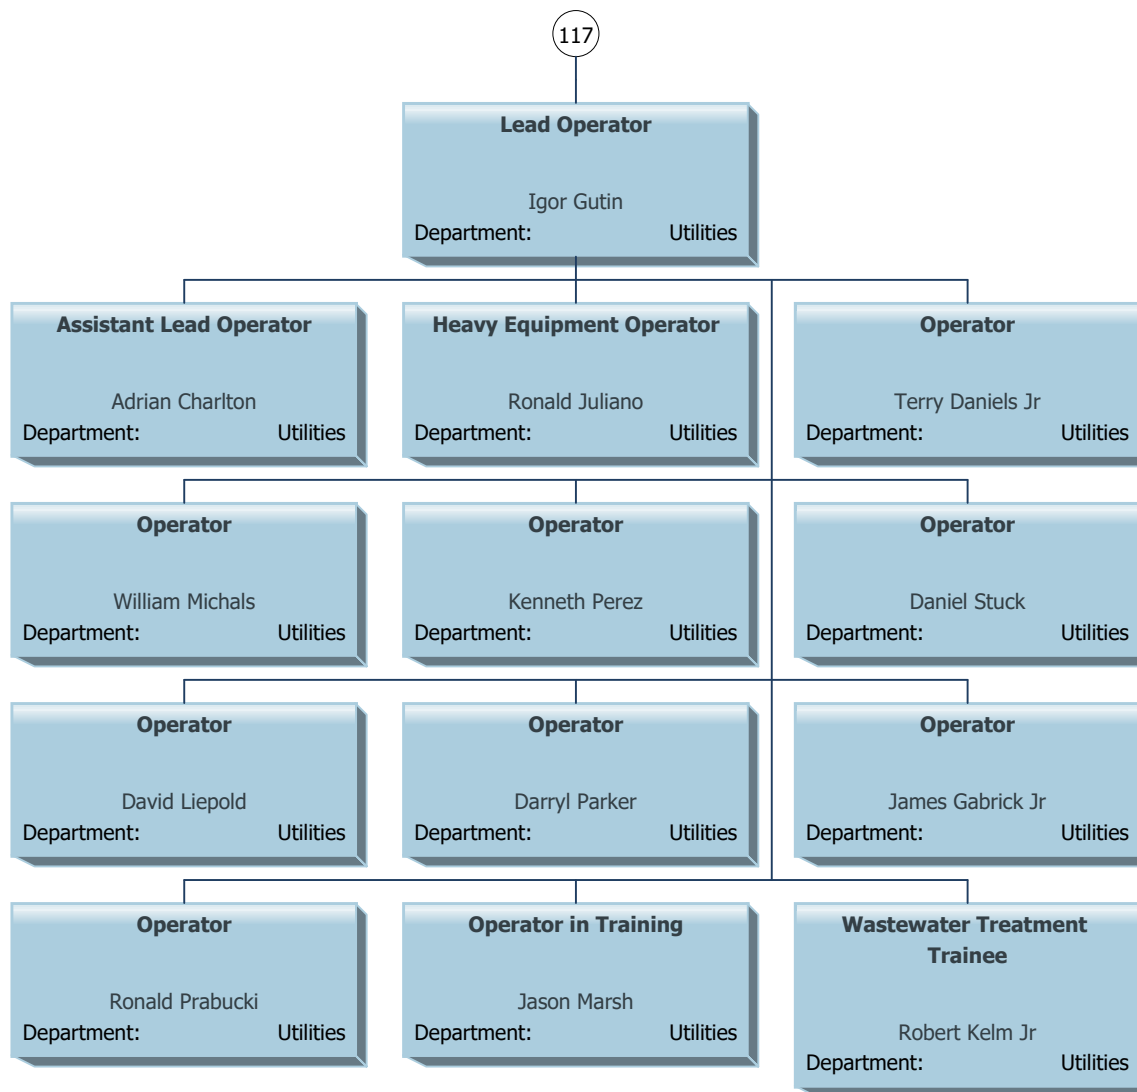 117
Lead Operator
Igor Gutin
Department: Utilities
Assistant Lead Operator
Adrian Charlton
Department: Utilities
Heavy Equipment Operator
Ronald Juliano
Department: Utilities
Operator
Terry Daniels Jr
Department: Utilities
Operator
William Michals
Department: Utilities
Operator
Kenneth Perez
Department: Utilities
Operator
Daniel Stuck
Department: Utilities
Operator
David Liepold
Department: Utilities
Operator
Darryl Parker
Department: Utilities
Operator
James Gabrick Jr
Department: Utilities
Operator
Ronald Prabucki
Department: Utilities
Operator in Training
Jason Marsh
Department: Utilities
Wastewater Treatment
Trainee
Robert Kelm Jr
Department: Utilities